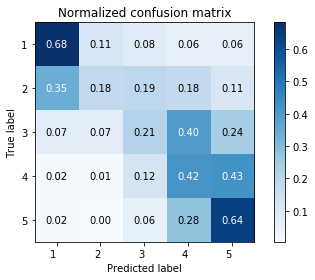 Normalized confusion matrix
1 0.68 0.11 0.08 0.06 0.06
2 0.35 0.18 0.19 0.18 0.11
3 0.07 0.07 0.21 0.40 0.24
4 0.02 0.01 0.12 0.42 0.43
5 0.02 0.00 0.06 0.28 0.64
1 2 3 4 5
True label
Predicted label
0.6
0.5
0.4
0.3
0.2
0.1